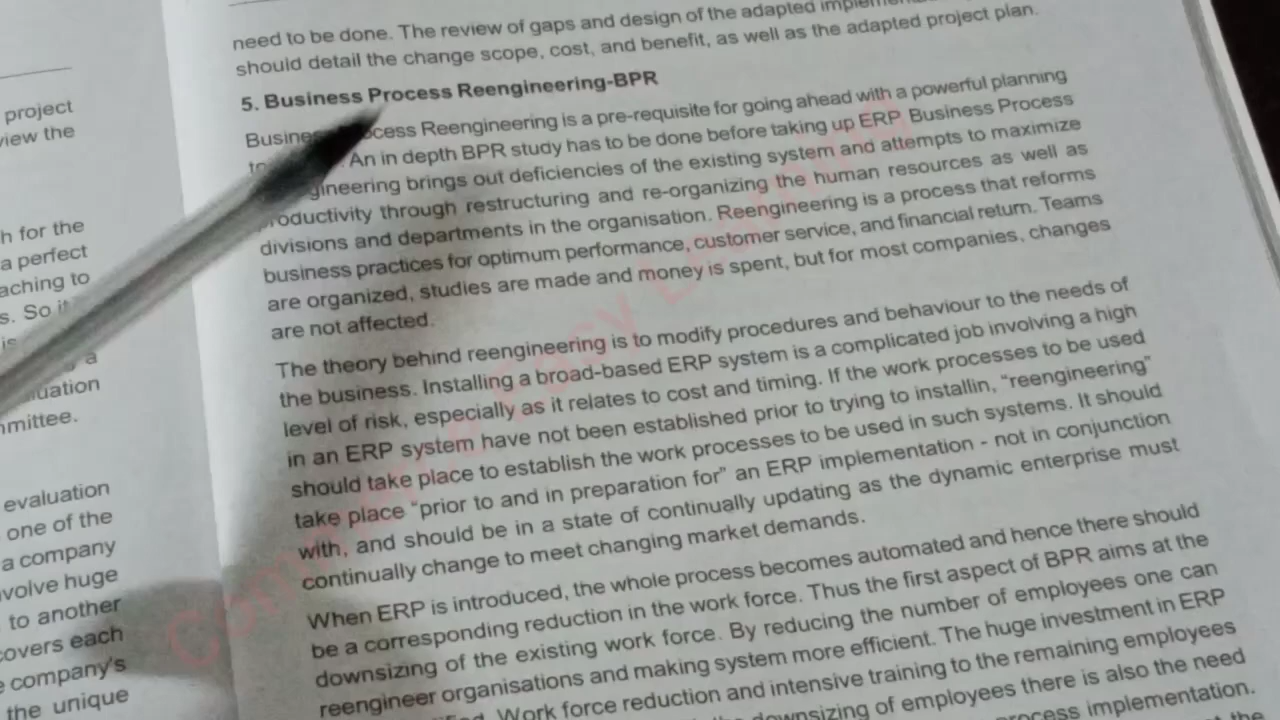 project
view the
h for the
a perfect
aching to
s. So it
is
a
uation
mmittee.
evaluation
one of the
a company
volve huge
to another
covers each
company's
the unique
need to be done. The review of gaps and design of the adapted
should detail the change scope, cost, and benefit, as well as the adapted project plan.
5. Business Process Reengineering-BPR
Business Process Reengineering is a pre-requisite for going ahead with a powerful planning
An in depth BPR study has to be done before taking up ERP. Business Process
gineering brings out deficiencies of the existing system and attempts to maximize
productivity through restructuring and re-organizing the human resources as well as
divisions and departments in the organisation. Reengineering is a process that reforms
business practices for optimum performance, customer service, and financial return. Teams
are organized, studies are made and money is spent, but for most companies, changes
are not affected.
The theory behind reengineering is to modify procedures and behaviour to the needs of
the business. Installing a broad-based ERP system is a complicated job involving a high
level of risk, especially as it relates to cost and timing. If the work processes to be used
in an ERP system have not been established prior to trying to installin, “reengineering”
should take place to establish the work processes to be used in such systems. It should
take place “prior to and in preparation for” an ERP implementation - not in conjunction
with, and should be in a state of continually updating as the dynamic enterprise must
continually change to meet changing market demands.
When ERP is introduced, the whole process becomes automated and hence there should
be a corresponding reduction in the work force. Thus the first aspect of BPR aims at the
downsizing of the existing work force. By reducing the number of employees one can
reengineer organisations and making system more efficient. The huge investment in ERP
Work force reduction and intensive training to the remaining employees
downsizing of employees there is also the need
process implementation.
the
Commerce Easy Learning